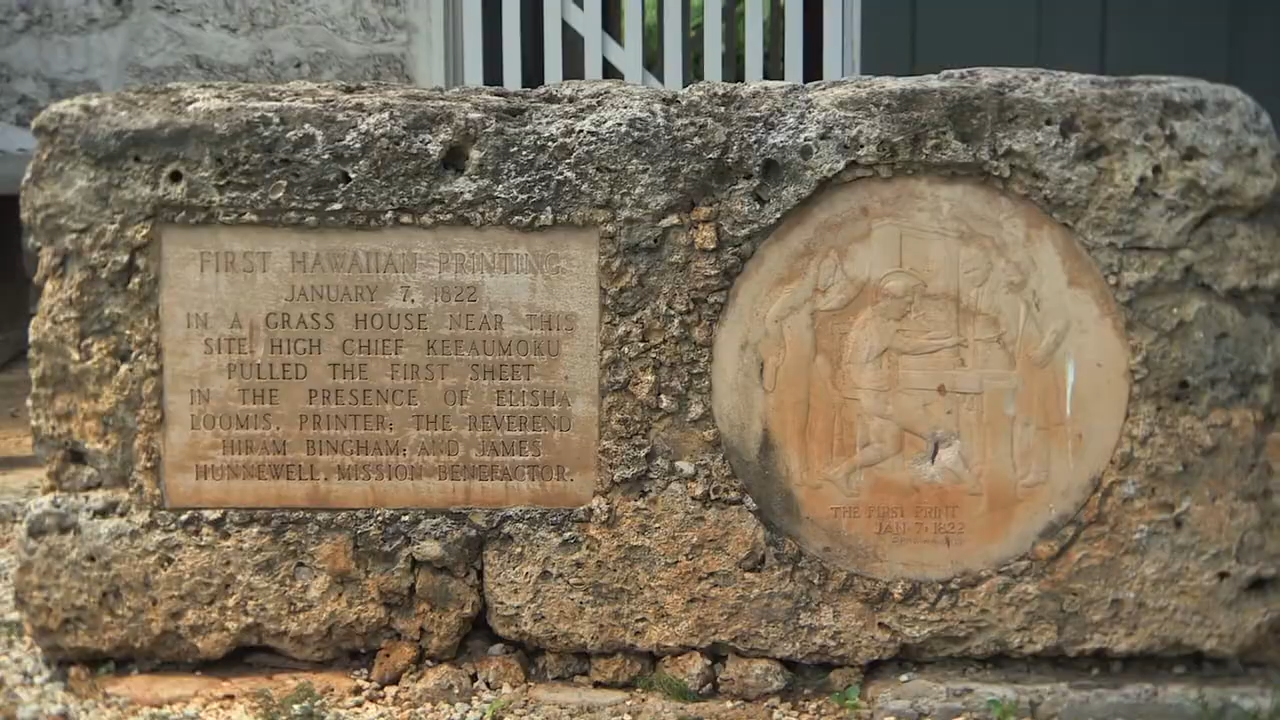 FIRST HAWAIIAN PRINTING
JANUARY 7, 1822
IN A GRASS HOUSE NEAR THIS
SITE HIGH CHIEF KEEAUMOKU
PULLED THE FIRST SHEET
IN THE PRESENCE OF ELISHA
LOOMIS, PRINTER; THE REVEREND
HIRAM BINGHAM; AND JAMES
HUNNEWELL, MISSION BENEFACTOR.
THE FIRST PRINT
JAN. 7, 1822